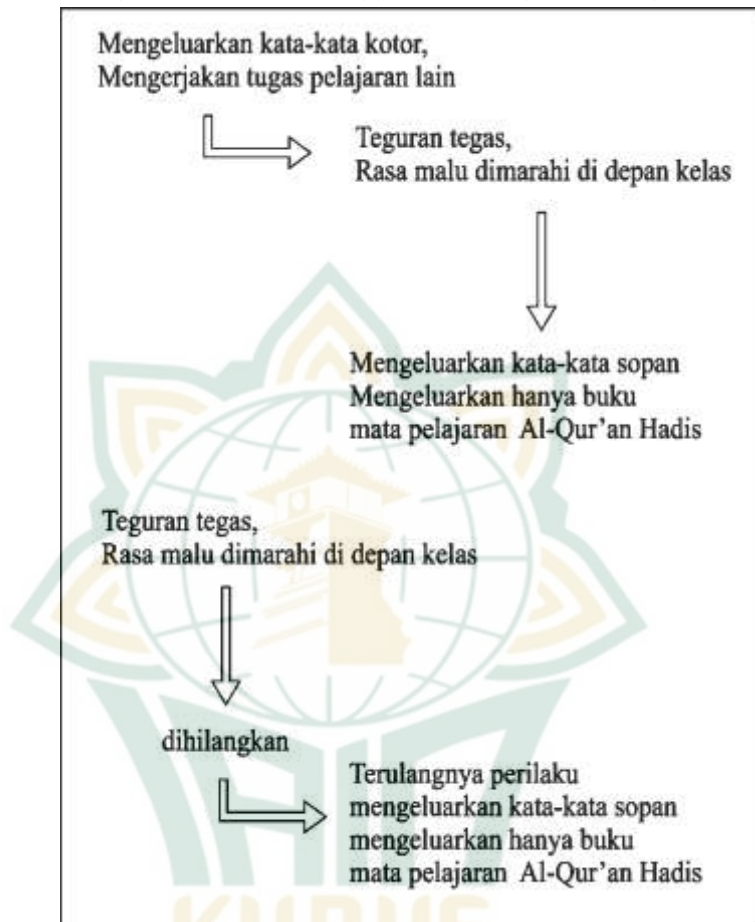 Mengeluarkan kata-kata kotor,
Mengerjakan tugas pelajaran lain
Teguran tegas,
Rasa malu dimarahi di depan kelas
Mengeluarkan kata-kata sopan
Mengeluarkan hanya buku
mata pelajaran Al-Qur'an Hadis
Teguran tegas,
Rasa malu dimarahi di depan kelas
dihilangkan
Terulangnya perilaku
mengeluarkan kata-kata sopan
mengeluarkan hanya buku
mata pelajaran Al-Qur'an Hadis
IAIN
KUDUS